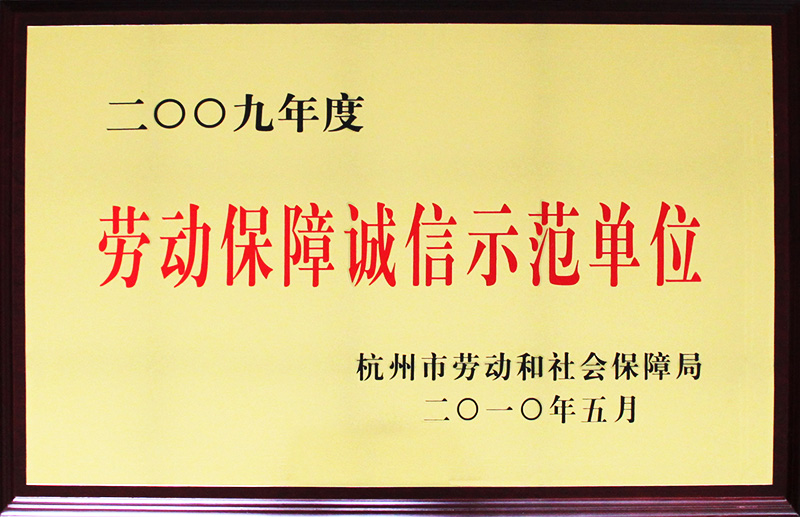 二〇〇九年度
劳动保障诚信示范单位
杭州市劳动和社会保障局
二〇一〇年五月